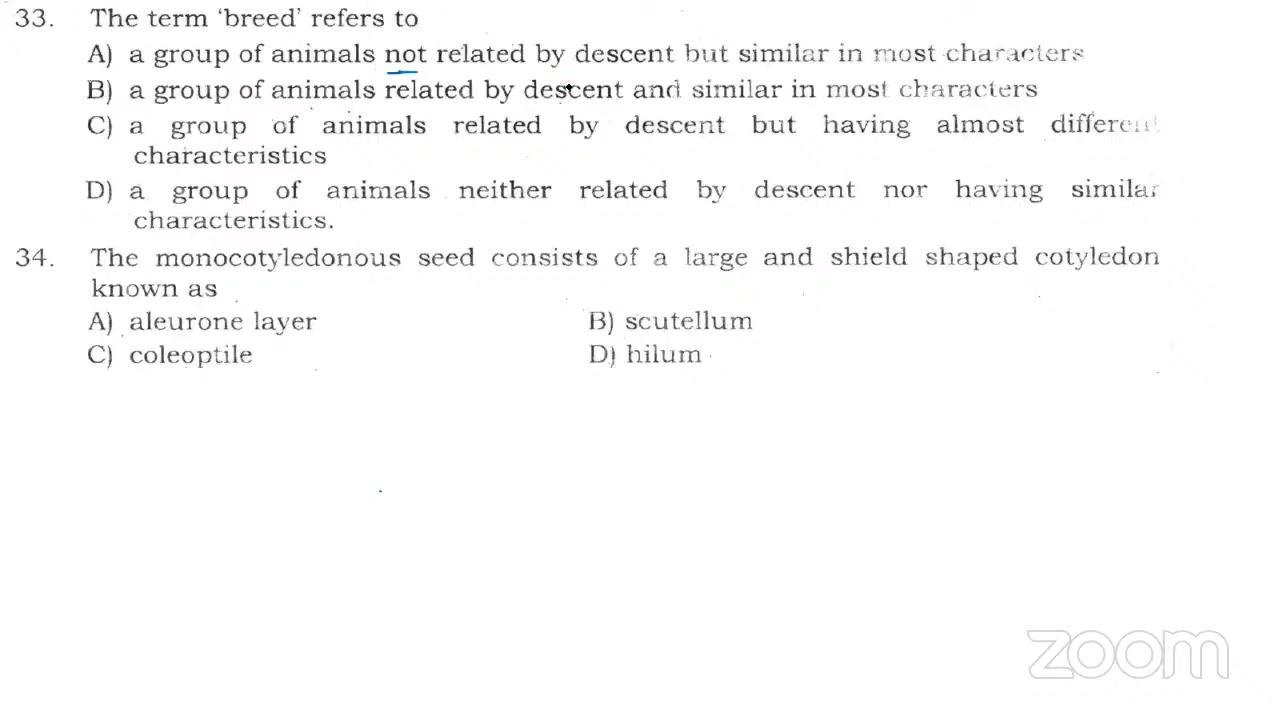 33. The term ‘breed’ refers to
A) a group of animals not related by descent but similar in most characters
B) a group of animals related by descent and similar in most characters
C) a group of animals related by descent but having almost different
characteristics
D) a group of animals neither related by descent nor having similar
characteristics.
34. The monocotyledonous seed consists of a large and shield shaped cotyledon
known as
A) aleurone layer B) scutellum
C) coleoptile D) hilum
zoom